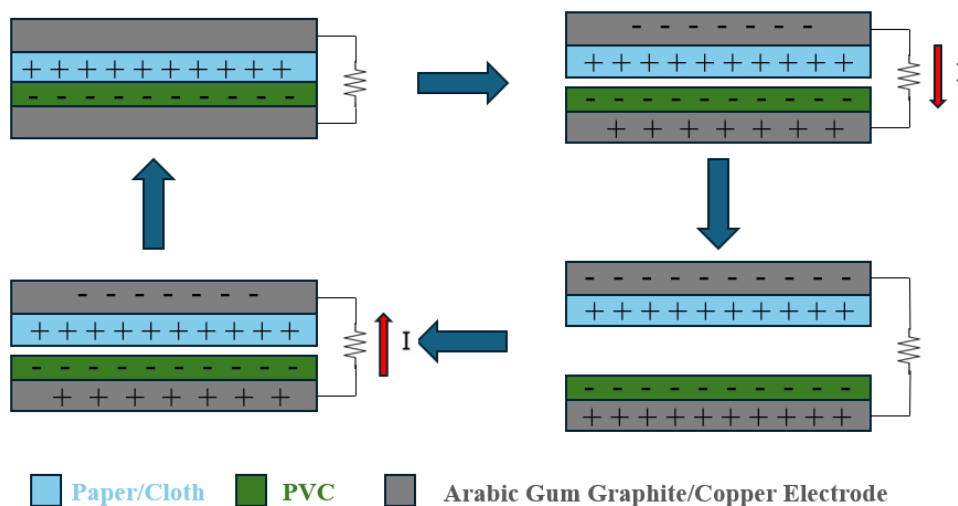 + + + + + + + + + +
- - - - - - - - - -
- - - - - - -
+ + + + + + + + + +
- - - - - - - - - -
+ + + + + + +
- - - - - - -
+ + + + + + + + + +
- - - - - - - - - -
+ + + + + + +
I
- - - - - - - - - -
+ + + + + + + + + +
- - - - - - - - - -
+ + + + + + + + + +
Paper/Cloth
PVC
Arabic Gum Graphite/Copper Electrode